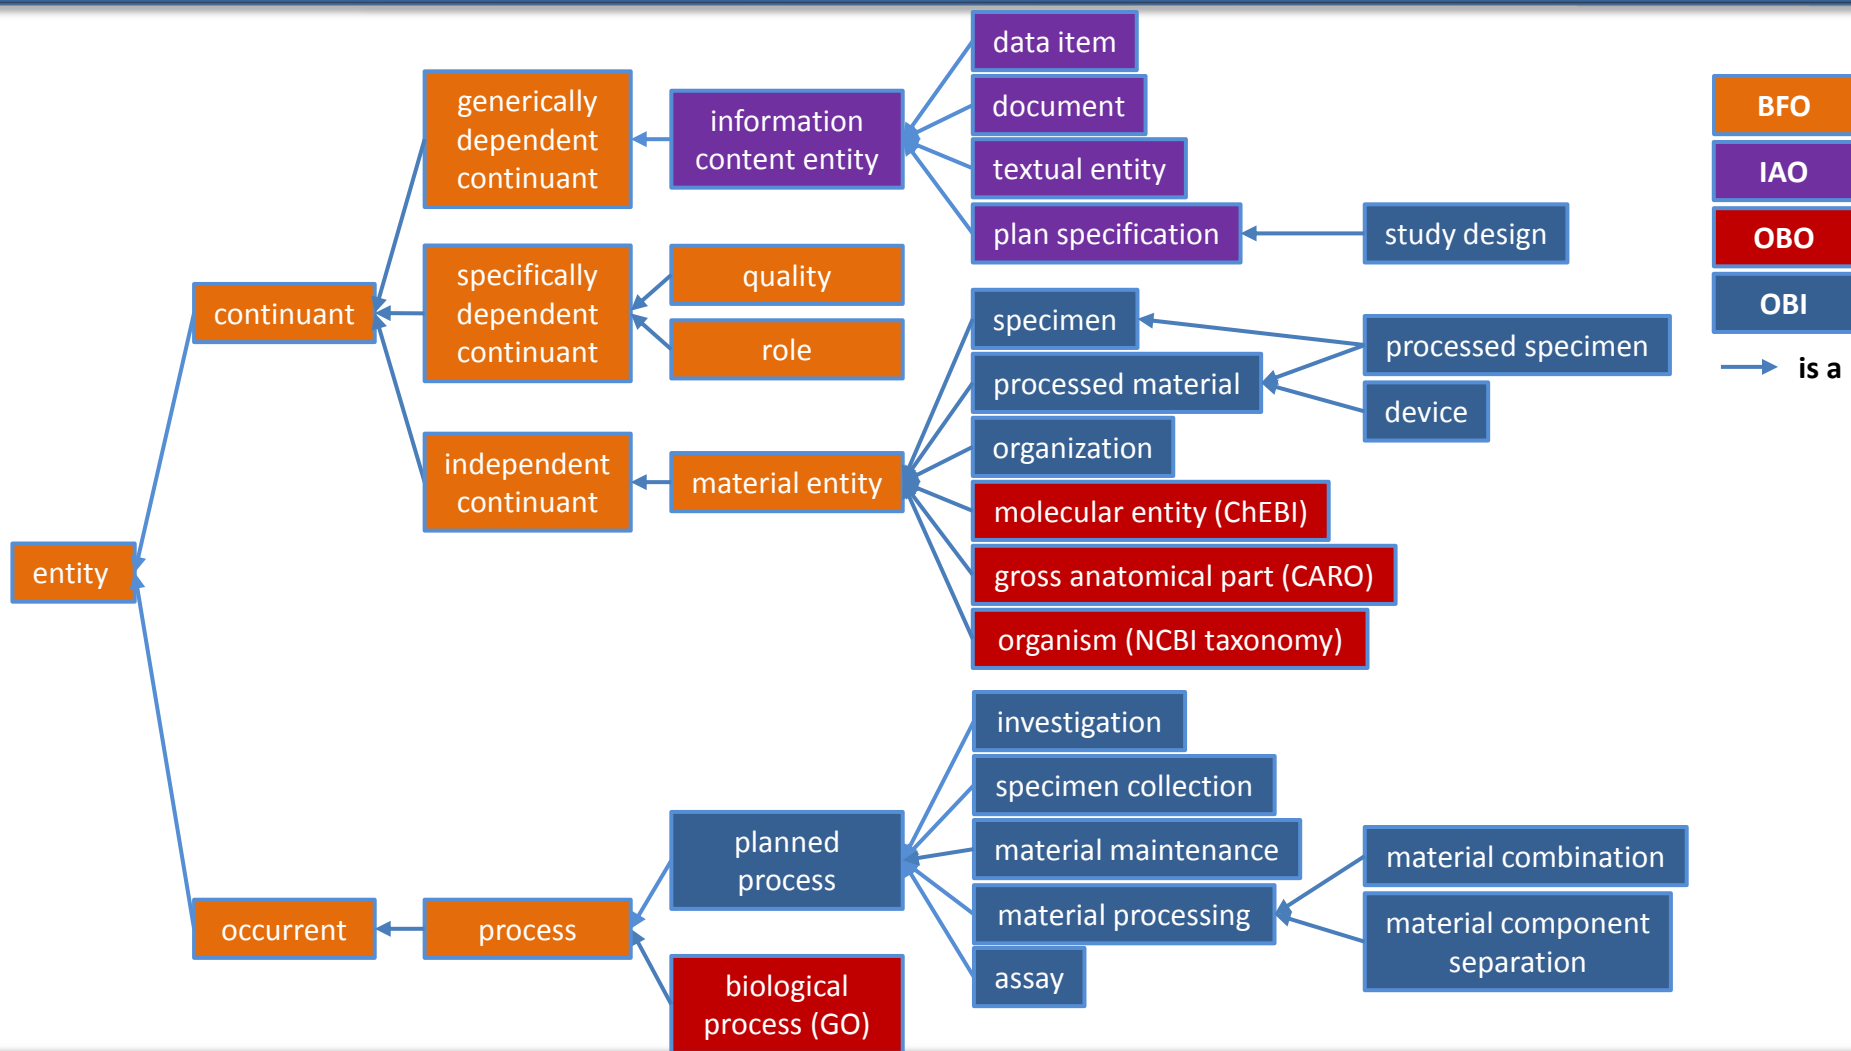 entity
continuant
occurrent
generically
dependent
continuant
specifically
dependent
continuant
independent
continuant
process
information
content entity
quality
role
material entity
planned
process
biological
process (GO)
data item
document
textual entity
plan specification
specimen
processed material
organization
molecular entity (ChEBI)
gross anatomical part (CARO)
organism (NCBI taxonomy)
investigation
specimen collection
material maintenance
material processing
assay
study design
processed specimen
device
material combination
material component
separation
BFO
IAO
OBO
OBI
is a